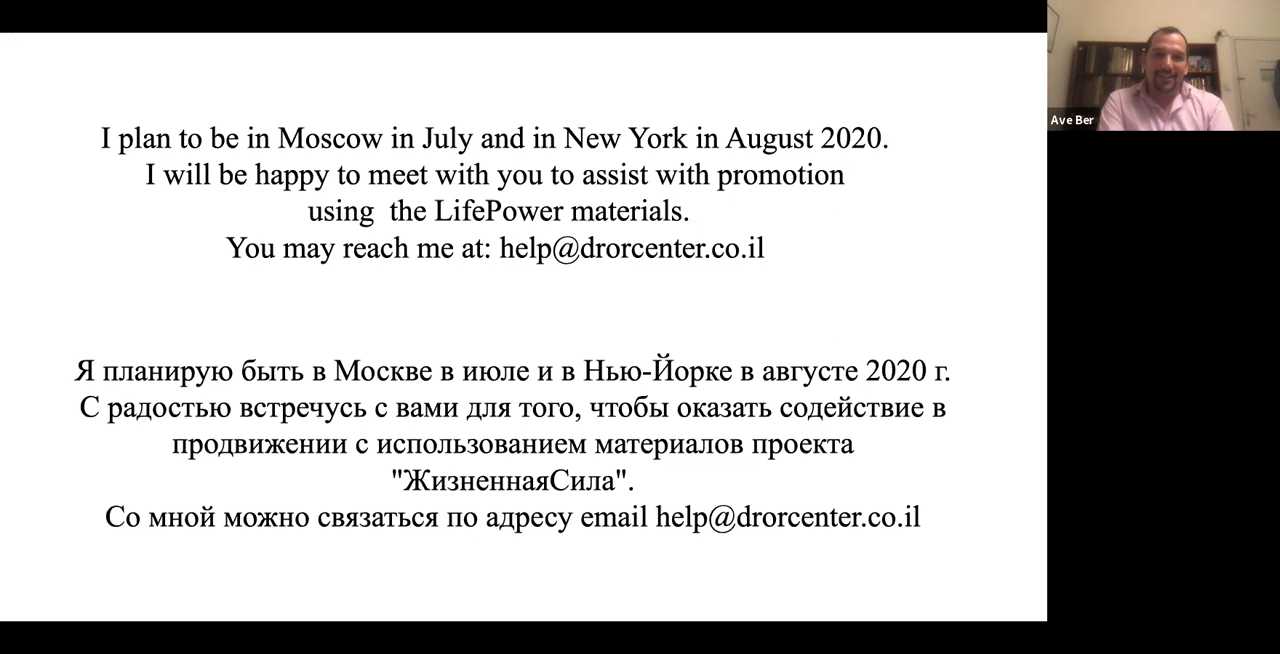 I plan to be in Moscow in July and in New York in August 2020.
I will be happy to meet with you to assist with promotion
using  the LifePower materials.
You may reach me at: help@drorcenter.co.il
Я планирую быть в Москве в июле и в Нью-Йорке в августе 2020 г.
С радостью встречусь с вами для того, чтобы оказать содействие в
продвижении с использованием материалов проекта
"ЖизненнаяСила".
Со мной можно связаться по адресу email help@drorcenter.co.il
Ave Ber